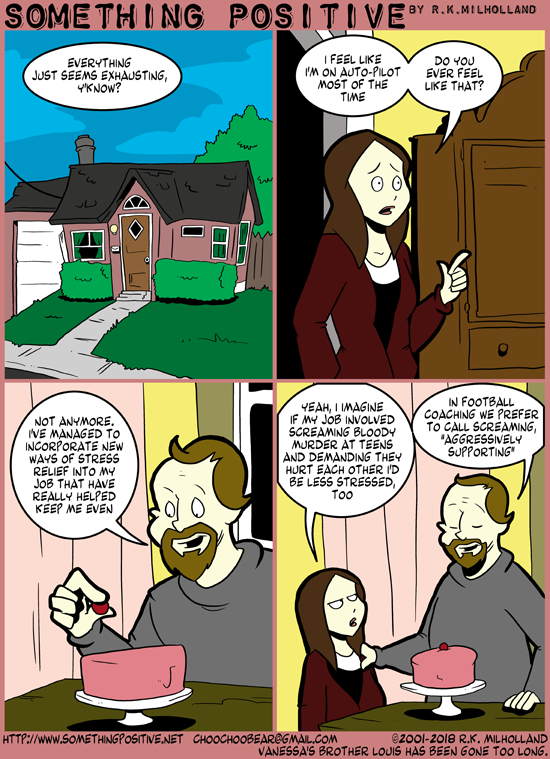 SOMETHING POSITIVE BY R.K.MILHOLLAND
EVERYTHING
JUST SEEMS EXHAUSTING,
Y'KNOW?
I FEEL LIKE
I'M ON AUTO-PILOT
MOST OF THE
TIME
DO YOU
EVER FEEL
LIKE THAT?
NOT ANYMORE.
I'VE MANAGED TO
INCORPORATE NEW
WAYS OF STRESS
RELIEF INTO MY
JOB THAT HAVE
REALLY HELPED
KEEP ME EVEN
YEAH, I IMAGINE
IF MY JOB INVOLVED
SCREAMING BLOODY
MURDER AT TEENS
AND DEMANDING THEY
HURT EACH OTHER I'D
BE LESS STRESSED,
TOO
IN FOOTBALL
COACHING WE PREFER
TO CALL SCREAMING,
"AGGRESSIVELY
SUPPORTING"
HTTP://WWW.SOMETHINGPOSITIVE.NET CHOOCHOOBEAR@GMAIL.COM ©2001-2018 R.K. MILHOLLAND
VANESSA'S BROTHER LOUIS HAS BEEN GONE TOO LONG.